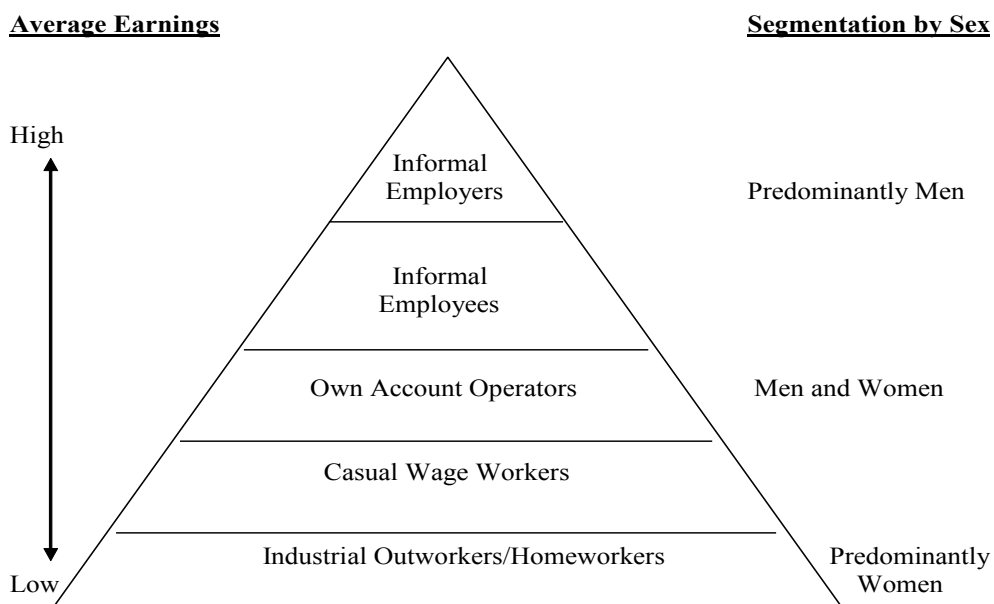 Average Earnings
Segmentation by Sex
High
Informal
Employers
Predominantly Men
Informal
Employees
Own Account Operators
Men and Women
Casual Wage Workers
Industrial Outworkers/Homeworkers
Predominantly
Women
Low